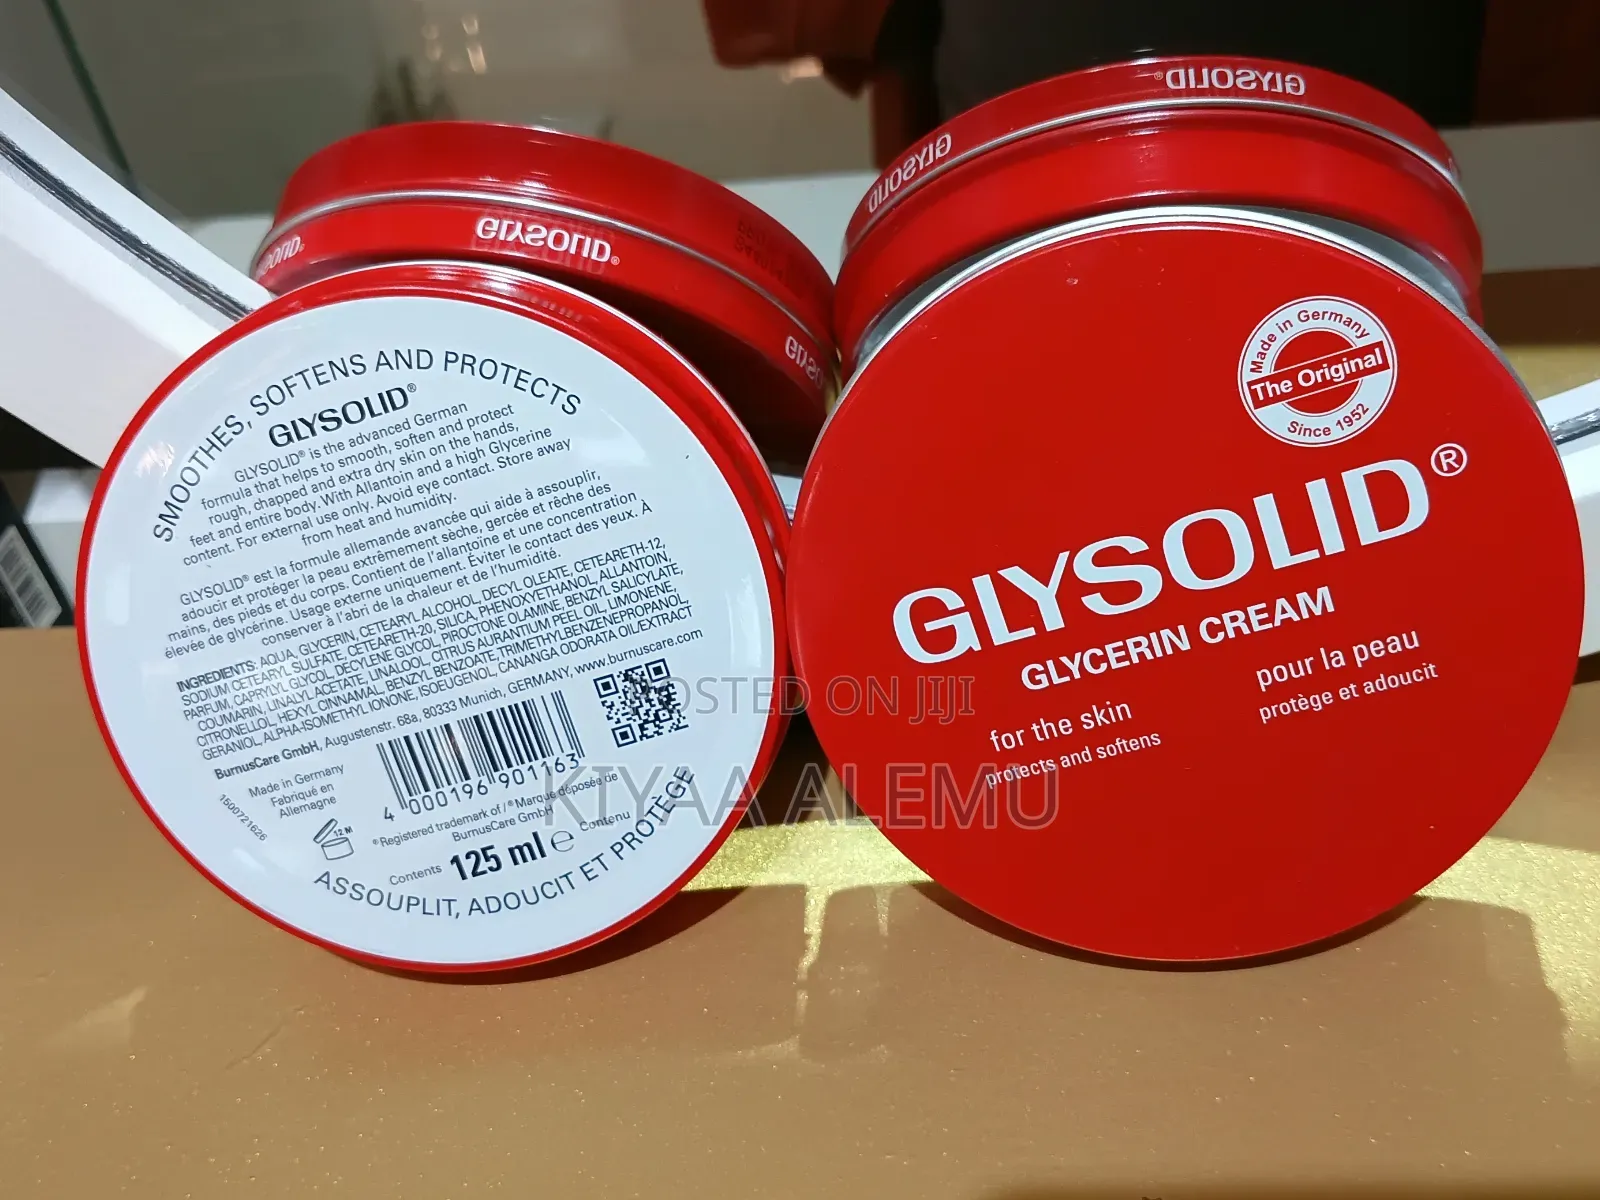 SMOOTHES, SOFTENS AND PROTECTS
GLYSOLID®
GLYSOLID® is the advanced German
formula that helps to smooth, soften and protect
rough, chapped and extra dry skin on the hands,
feet and entire body. With Allantoin and a high Glycerine
content. For external use only. Avoid eye contact. Store away
from heat and humidity.
GLYSOLID® est la formule allemande avancée qui aide à assouplir,
adoucir et protéger la peau extrêmement sèche, gercée et rêche des
mains, des pieds et du corps. Contient de l'allantoine et une concentration
élevée de glycérine. Usage externe uniquement. Éviter le contact des yeux. À
conserver à l'abri de la chaleur et de l'humidité.
INGREDIENTS: AQUA, GLYCERIN, CETEARYL ALCOHOL, DECYL OLEATE, CETEARETH-12,
SODIUM CETEARYL SULFATE, CETEARETH-20, SILICA, PHENOXYETHANOL, ALLANTOIN,
PARFUM, CAPRYLYL GLYCOL, DECYLENE GLYCOL, PIROCTONE OLAMINE, BENZYL SALICYLATE,
COUMARIN, LINALYL ACETATE, LINALOOL, CITRUS AURANTIUM PEEL OIL, LIMONENE,
CITRONELLOL, HEXYL CINNAMAL, BENZYL BENZOATE, TRIMETHYLBENZENEPROPANOL,
GERANIOL, ALPHA-ISOMETHYL IONONE, ISOEUGENOL, CANANGA ODORATA OIL/EXTRACT
BurnusCare GmbH, Augustenstr. 68a, 80333 Munich, GERMANY, www.burnuscare.com
Made in Germany
Fabriqué en
Allemagne
1500721626
12 M
4 000196 901163
® Registered trademark of / ® Marque déposée de
BurnusCare GmbH
Contents 125 ml ℮ Contenu
ASSOUPLIT, ADOUCIT ET PROTÈGE
GLYSOLID®
GLYSOLID
GLYSOLID®
GLYSOLID
Made in Germany
The Original
Since 1952
GLYSOLID®
GLYCERIN CREAM
for the skin
protects and softens
pour la peau
protège et adoucit
POSTED ON JIJI
KIYAA ALEMU